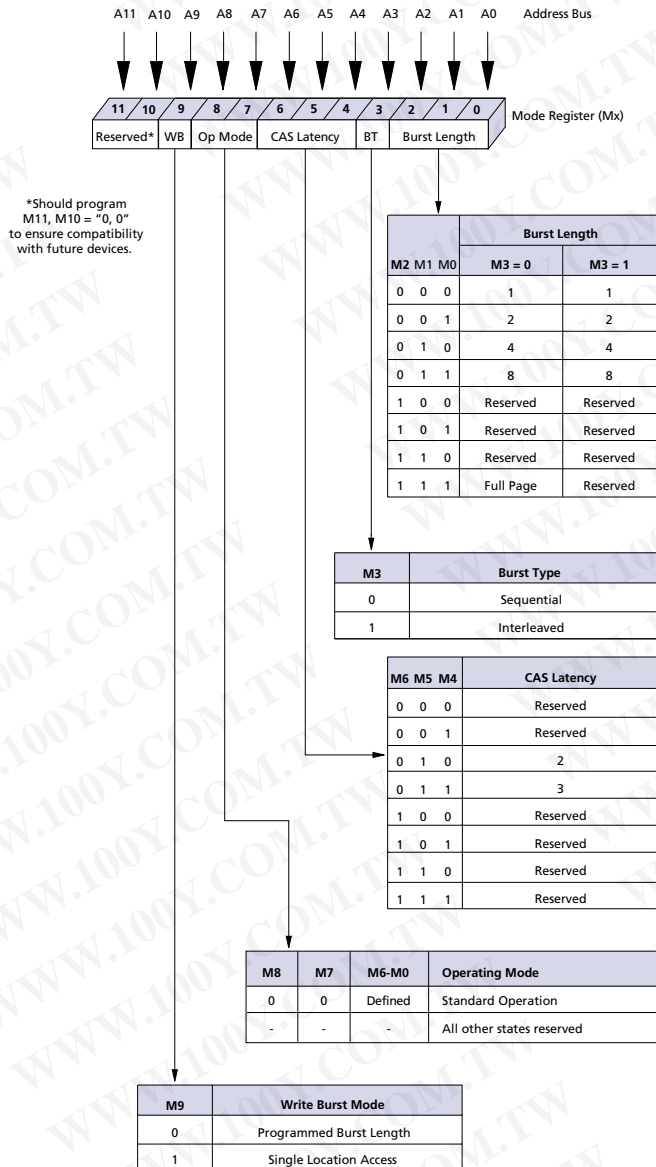 A11 A10 A9 A8 A7 A6 A5 A4 A3 A2 A1 A0 Address Bus
11 10 9 8 7 6 5 4 3 2 1 0 Mode Register (Mx)
Reserved* WB Op Mode CAS Latency BT Burst Length
*Should program
M11, M10 = “0, 0”
to ensure compatibility
with future devices.
Burst Length
M2 M1 M0 M3 = 0 M3 = 1
0 0 0 1 1
0 0 1 2 2
0 1 0 4 4
0 1 1 8 8
1 0 0 Reserved Reserved
1 0 1 Reserved Reserved
1 1 0 Reserved Reserved
1 1 1 Full Page Reserved
M3 Burst Type
0 Sequential
1 Interleaved
M6 M5 M4 CAS Latency
0 0 0 Reserved
0 0 1 Reserved
0 1 0 2
0 1 1 3
1 0 0 Reserved
1 0 1 Reserved
1 1 0 Reserved
1 1 1 Reserved
M8 M7 M6-M0 Operating Mode
0 0 Defined Standard Operation
- - - All other states reserved
M9 Write Burst Mode
0 Programmed Burst Length
1 Single Location Access
WWW.100Y.COM.TW